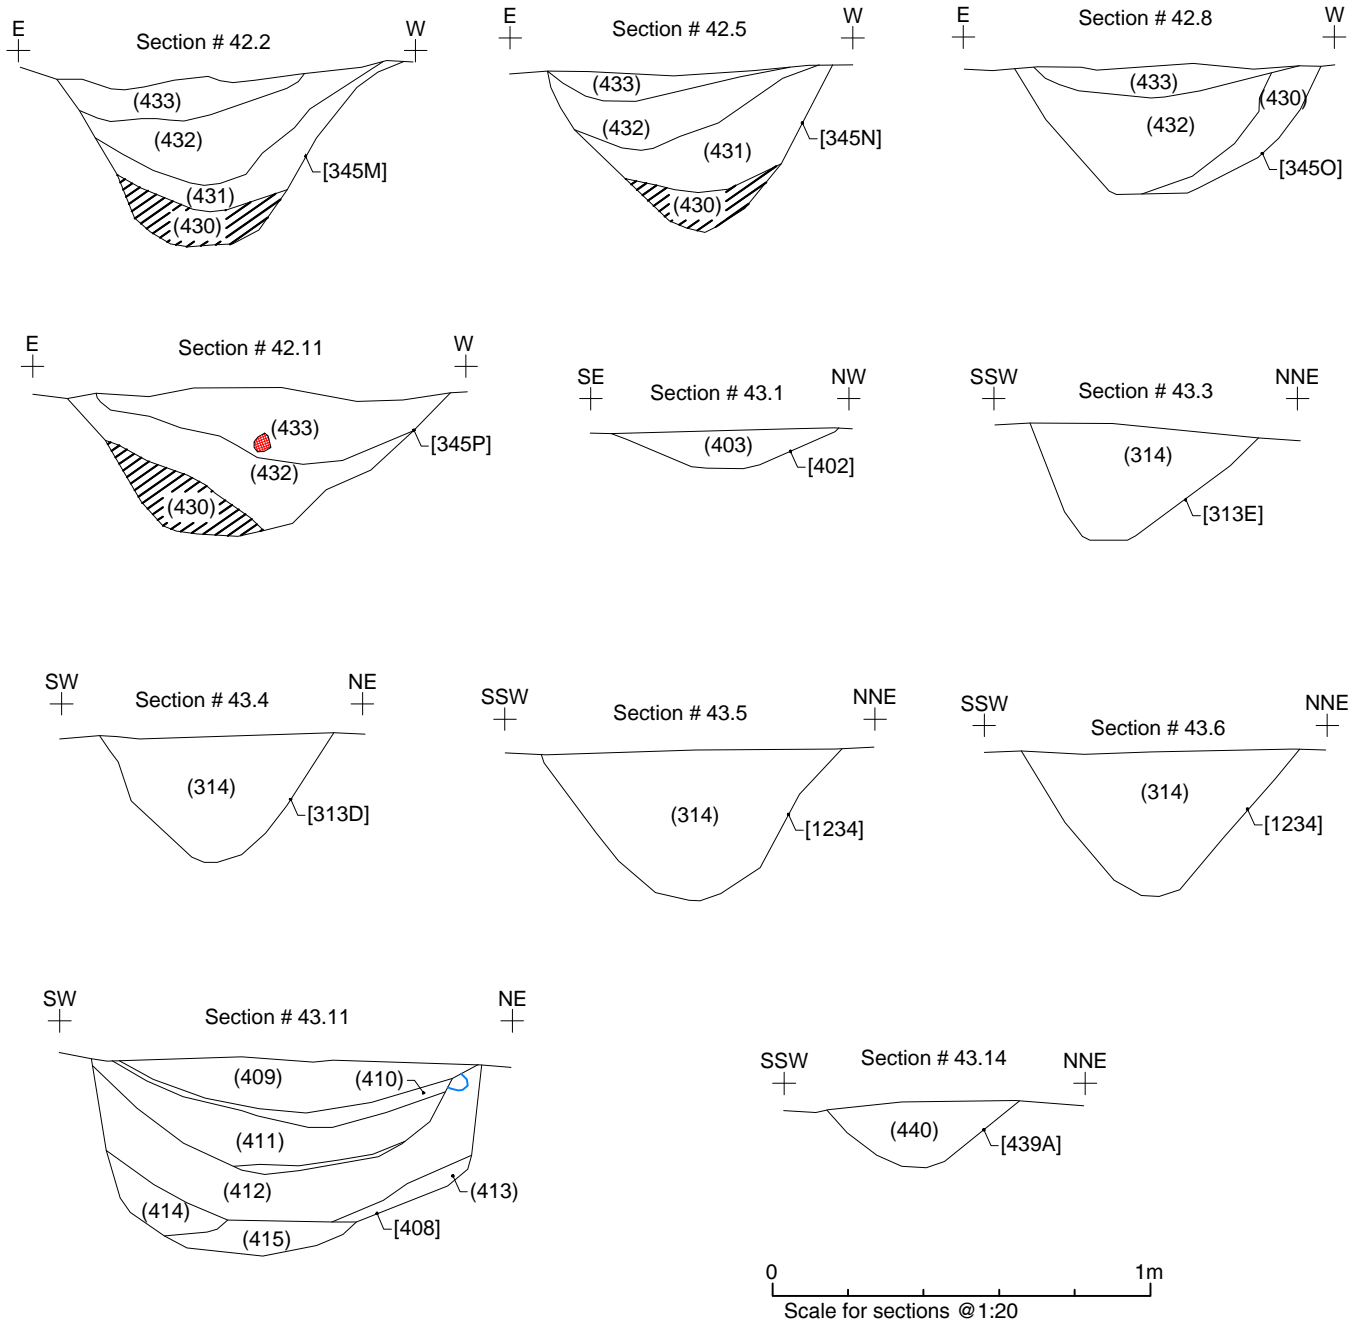 E Section # 42.2 W
(433)
(432)
[345M]
(431)
(430)
E Section # 42.5 W
(433)
(432)
[345N]
(431)
(430)
E Section # 42.8 W
(433)
(430)
(432)
[345O]
E Section # 42.11 W
(433)
[345P]
(432)
(430)
SE Section # 43.1 NW
(403)
[402]
SSW Section # 43.3 NNE
(314)
[313E]
SW Section # 43.4 NE
(314)
[313D]
SSW Section # 43.5 NNE
(314)
[1234]
SSW Section # 43.6 NNE
(314)
[1234]
SW Section # 43.11 NE
(409)
(410)
(411)
(412)
(413)
(414)
[408]
(415)
SSW Section # 43.14 NNE
(440)
[439A]
0 1m
Scale for sections @1:20